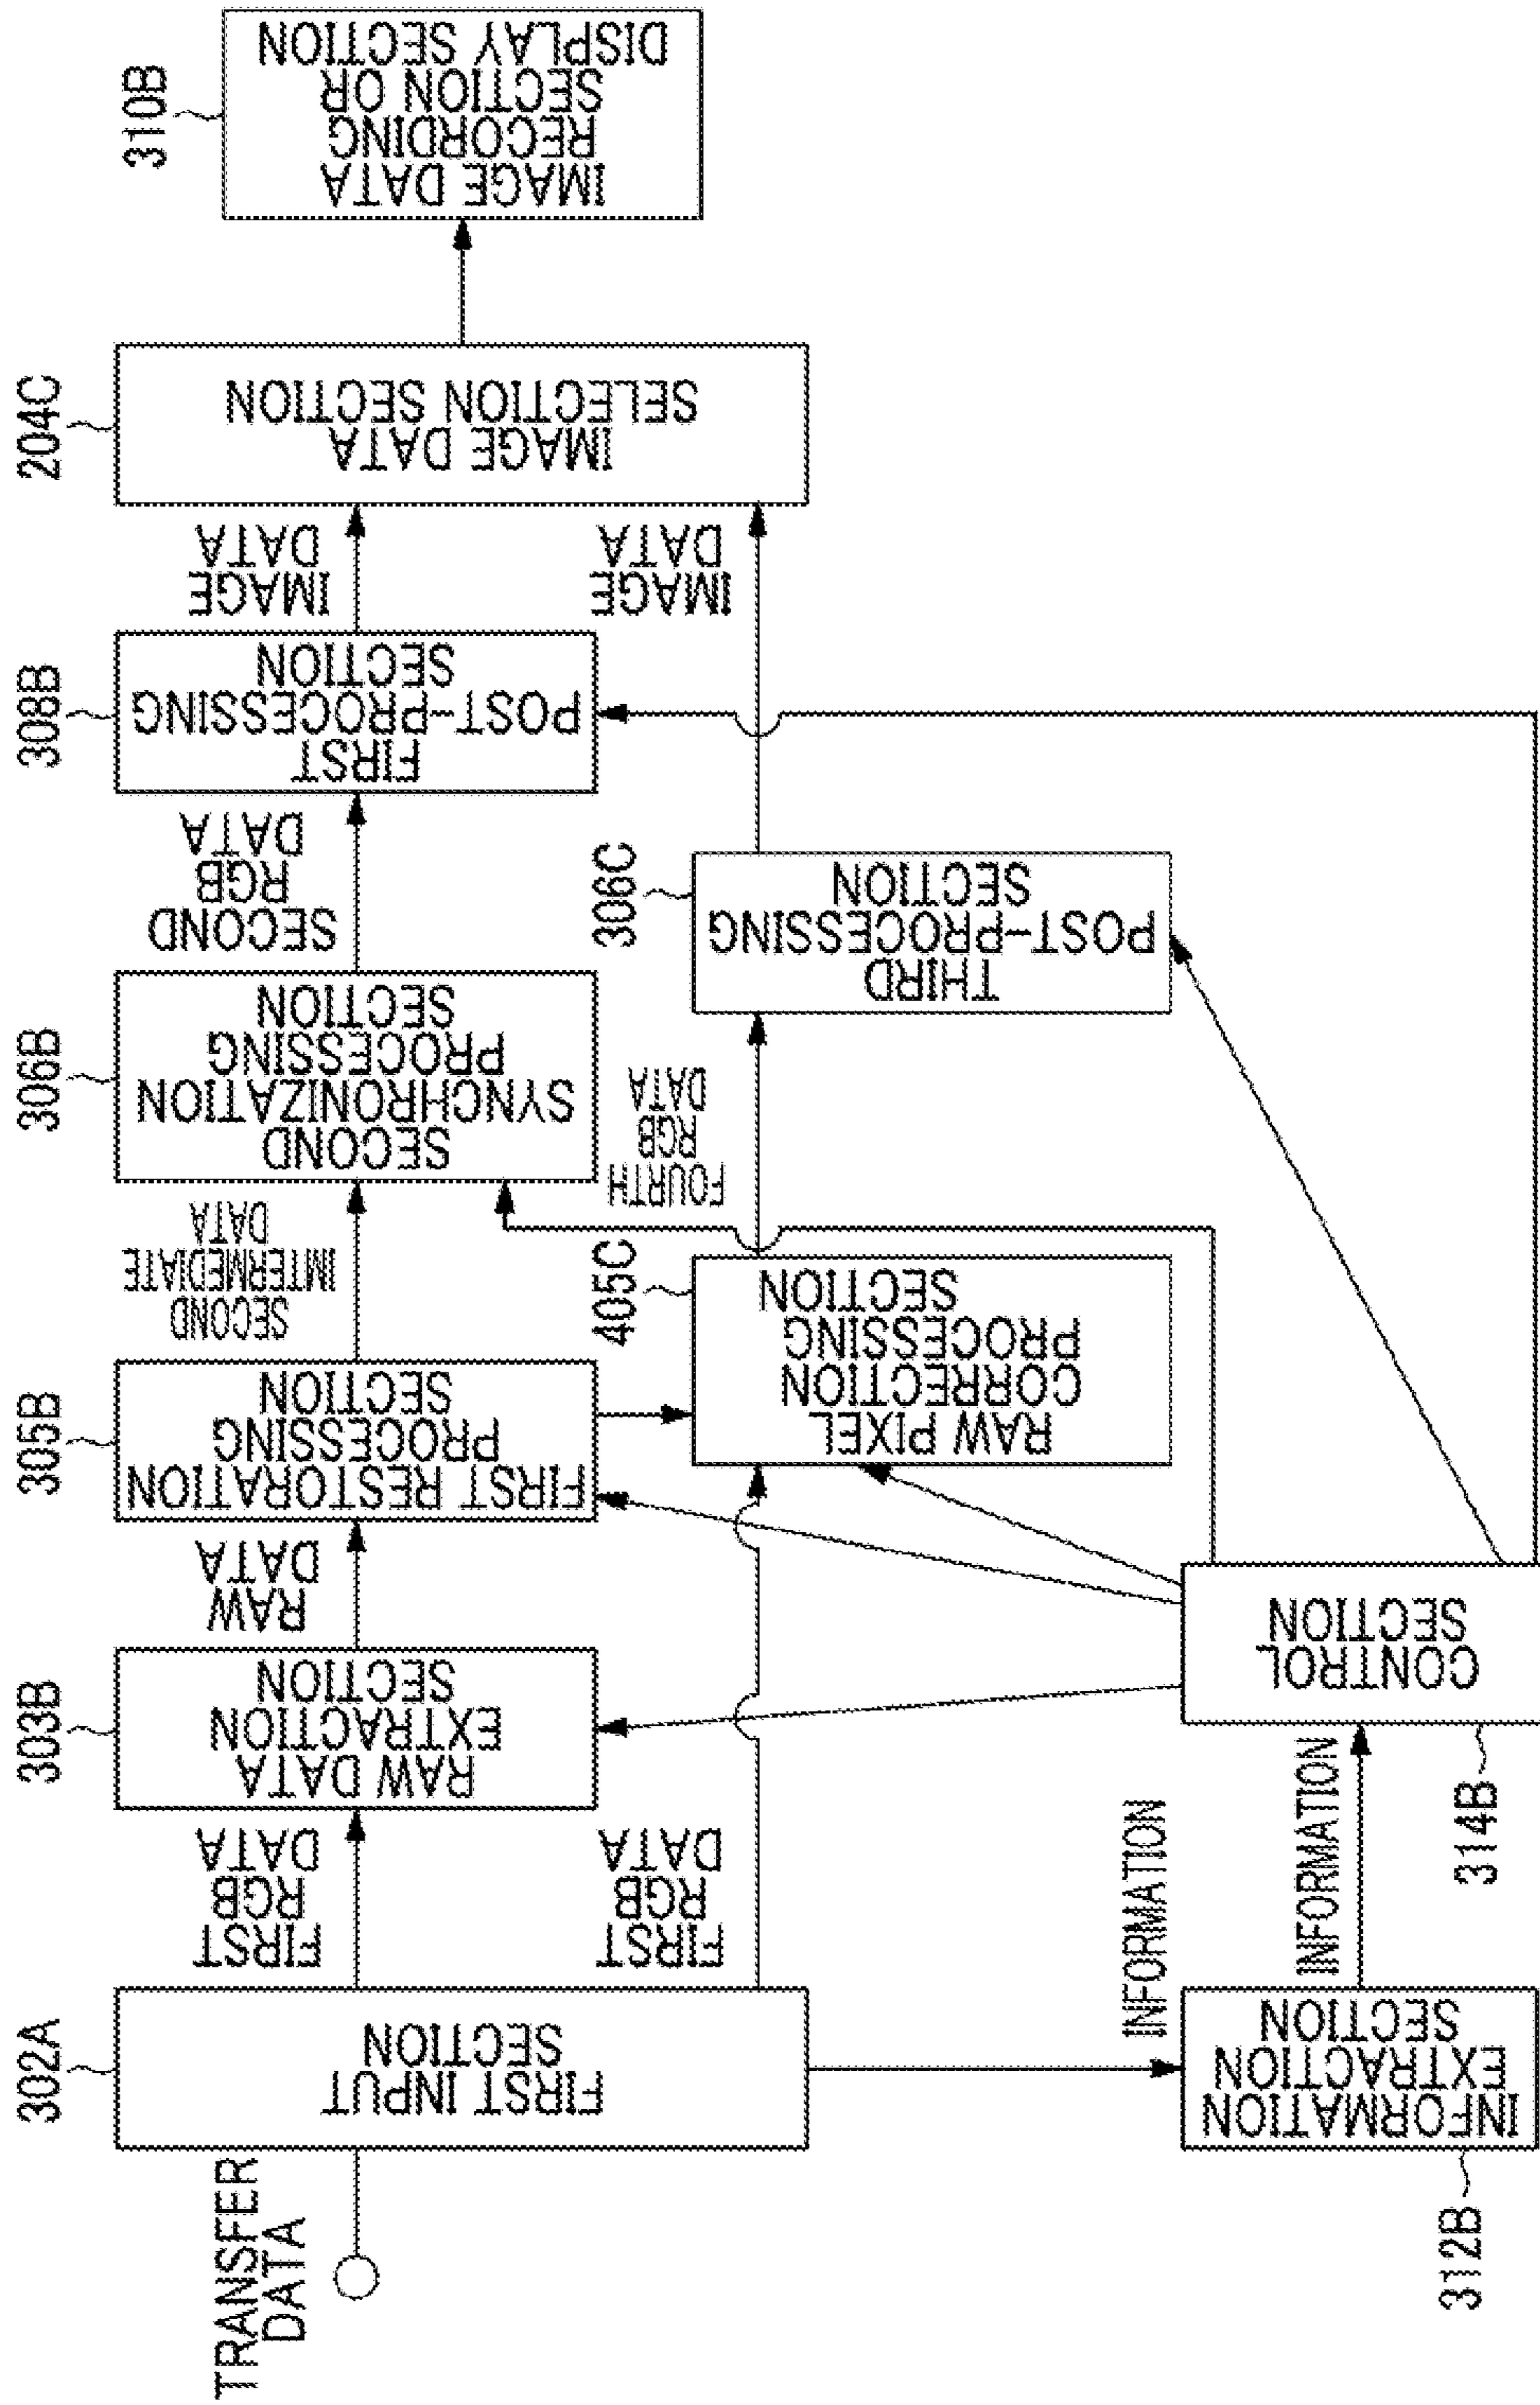 TRANSFER
DATA
302A
FIRST INPUT
SECTION
FIRST
RGB
DATA
303B
RAW DATA
EXTRACTION
SECTION
RAW
DATA
305B
FIRST RESTORATION
PROCESSING
SECTION
SECOND
IMTERMEDIATE
DATA
306B
SECOND
SYNCHRONIZATION
PROCESSING
SECTION
SECOND
RGB
DATA
308B
FIRST
POST-PROCESSING
SECTION
IMAGE
DATA
204C
IMAGE DATA
SELECTION SECTION
310B
IMAGE DATA
RECORDING
SECTION OR
DISPLAY SECTION
FIRST
RGB
DATA
405C
RAW PIXEL
CORRECTION
PROCESSING
SECTION
FOURTH
RGB
DATA
306C
THIRD
POST-PROCESSING
SECTION
IMAGE
DATA
INFORMATION
312B
INFORMATION
EXTRACTION
SECTION
INFORMATION
314B
CONTROL
SECTION